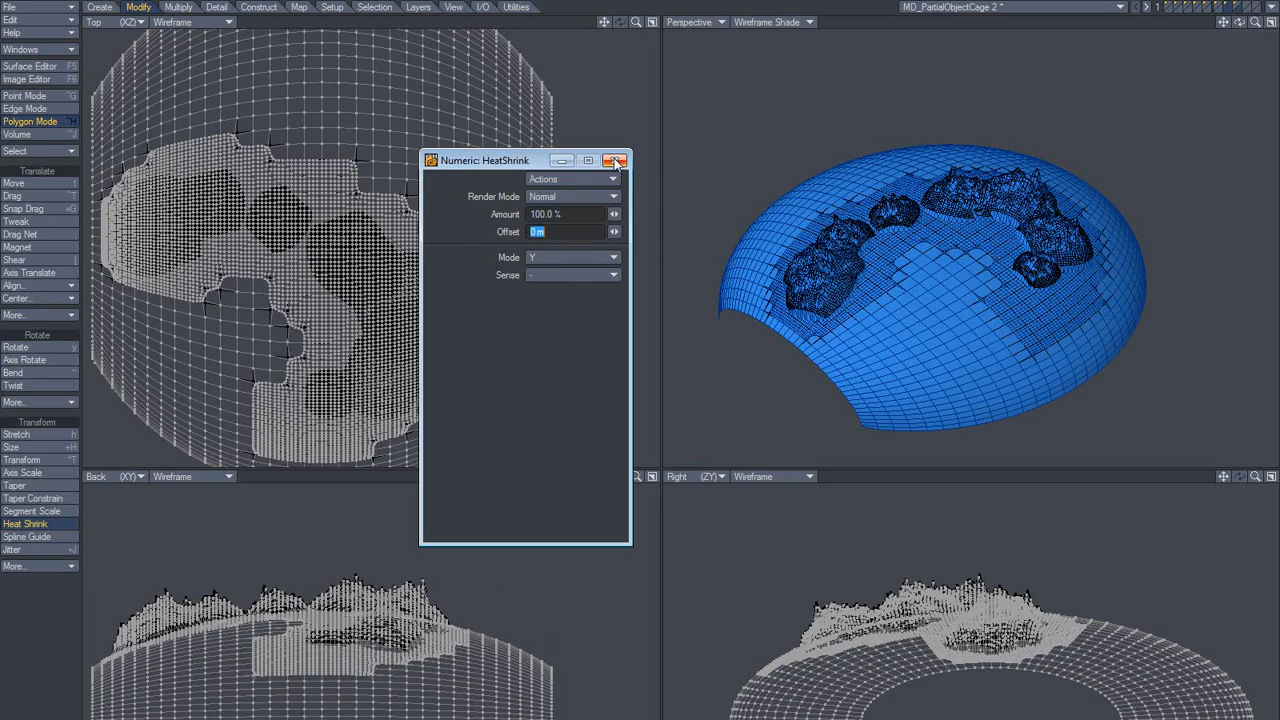 File Create Modify Multiply Detail Construct Map Setup Selection Layers View I/O Utilities MD_PartialObjectCage 2 * 1
Edit Top (XZ) Wireframe Perspective Wireframe Shade
Help
Windows
Surface Editor F5
Image Editor F6
Point Mode ^G
Edge Mode
Polygon Mode ^H
Volume ^J
Select
Translate
Move t
Drag ^T
Snap Drag +G
Tweak
Drag Net ;
Magnet :
Shear [
Axis Translate
Align...
Center...
More...
Rotate
Rotate y
Axis Rotate
Bend ~
Twist
More...
Transform
Stretch h
Size +H
Transform ^T
Axis Scale
Taper
Taper Constrain
Segment Scale
Heat Shrink
Spline Guide
Jitter +J
More...
Numeric: HeatShrink
Actions
Render Mode Normal
Amount 100.0 %
Offset 0 m
Mode Y
Sense -
Back (XY) Wireframe
Right (ZY) Wireframe